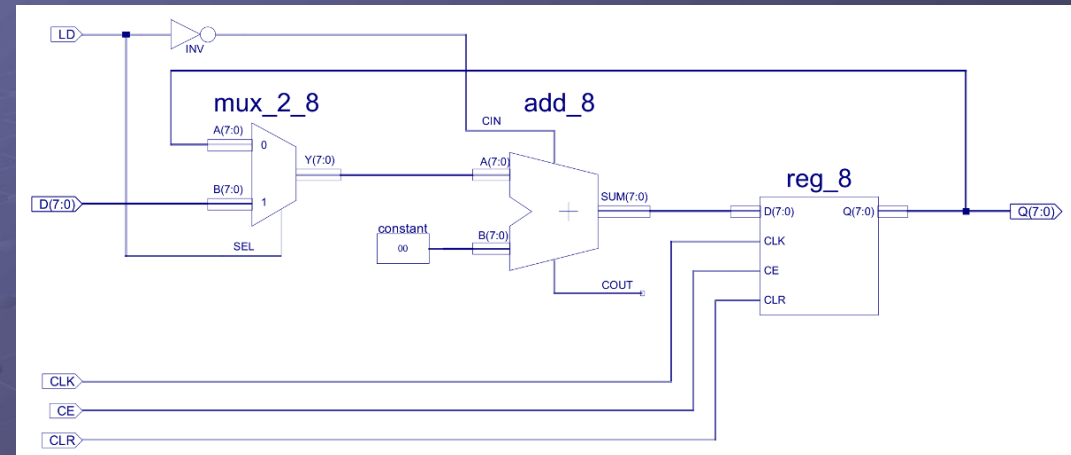 LD
INV
mux_2_8
add_8
CIN
A(7:0)
0
Y(7:0)
A(7:0)
reg_8
B(7:0)
SUM(7:0)
D(7:0)
1
D(7:0)
Q(7:0)
Q(7:0)
constant
00
B(7:0)
SEL
CLK
CE
COUT
CLR
CLK
CE
CLR